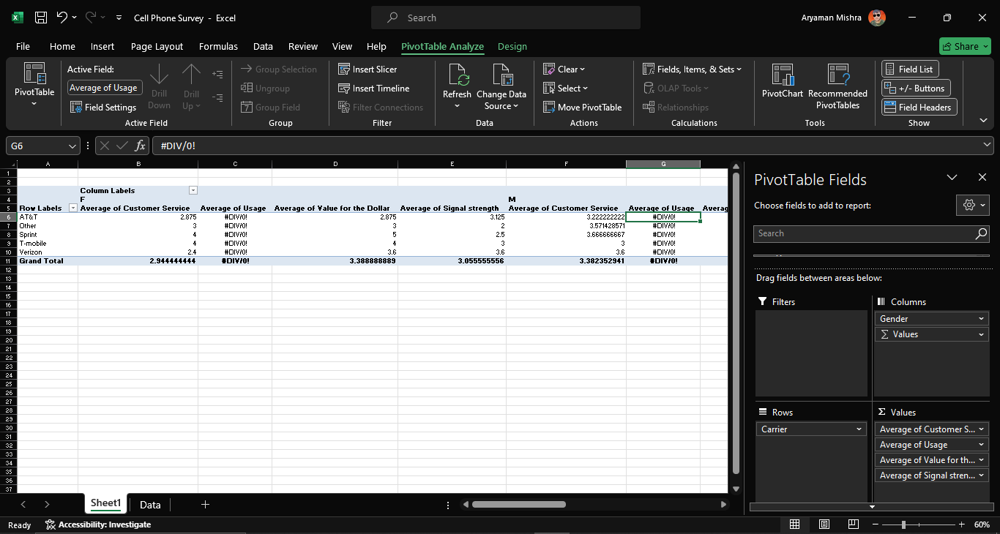 Cell Phone Survey - Excel
Search
Aryaman Mishra
File Home Insert Page Layout Formulas Data Review View Help PivotTable Analyze Design
Share
PivotTable
Active Field:
Average of Usage
Field Settings
Drill Down
Drill Up
Active Field
Group Selection
Ungroup
Group Field
Group
Insert Slicer
Insert Timeline
Filter Connections
Filter
Refresh
Change Data Source
Data
Clear
Select
Move PivotTable
Actions
Fields, Items, & Sets
OLAP Tools
Relationships
Calculations
PivotChart
Recommended PivotTables
Tools
Field List
+/- Buttons
Field Headers
Show
G6
fx
#DIV/0!
A B C D E F G
1
2
3 Column Labels
4 F M
5 Row Labels Average of Customer Service Average of Usage Average of Value for the Dollar Average of Signal strength Average of Customer Service Average of Usage Averag
6 AT&T 2.875 #DIV/0! 2.875 3.125 3.222222222 #DIV/0!
7 Other 3 #DIV/0! 3 2 3.571428571 #DIV/0!
8 Sprint 4 #DIV/0! 5 2.5 3.666666667 #DIV/0!
9 T-mobile 4 #DIV/0! 4 3 3 #DIV/0!
10 Verizon 2.4 #DIV/0! 3.6 3.6 3.6 #DIV/0!
11 Grand Total 2.944444444 #DIV/0! 3.388888889 3.055555556 3.382352941 #DIV/0!
12
13
14
15
16
17
18
19
20
21
22
23
24
25
26
27
28
29
30
31
32
33
34
35
36
37
PivotTable Fields
Choose fields to add to report:
Search
Drag fields between areas below:
Filters
Columns
Gender
Σ Values
Rows
Carrier
Σ Values
Average of Customer S...
Average of Usage
Average of Value for th...
Average of Signal stren...
Sheet1 Data
Ready
Accessibility: Investigate
60%